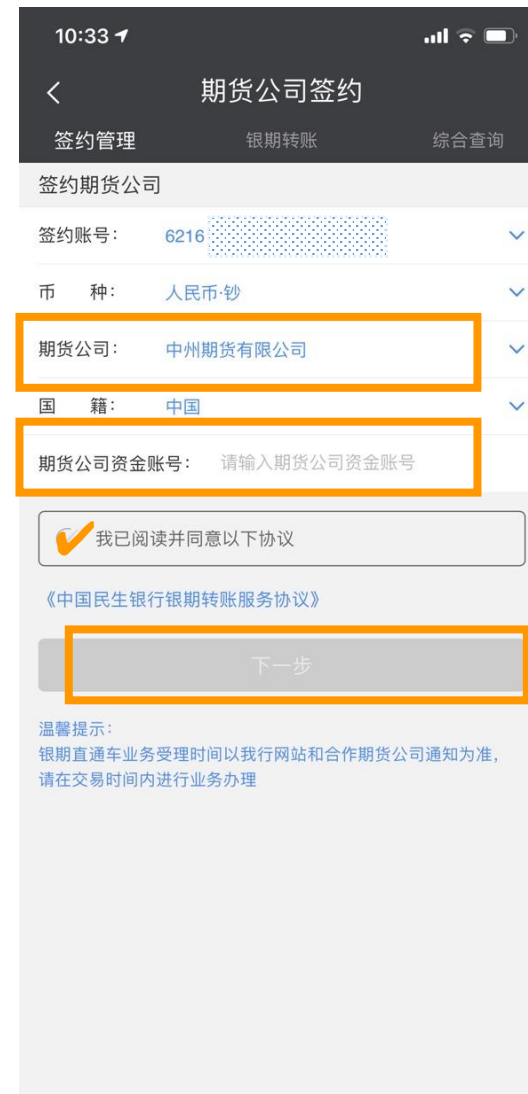 10:33
期货公司签约
签约管理 银期转账 综合查询
签约期货公司
签约账号： 6216
币 种： 人民币·钞
期货公司： 中州期货有限公司
国 籍： 中国
期货公司资金账号： 请输入期货公司资金账号
我已阅读并同意以下协议
《中国民生银行银期转账服务协议》
下一步
温馨提示：
银期直通车业务受理时间以我行网站和合作期货公司通知为准，
请在交易时间内进行业务办理